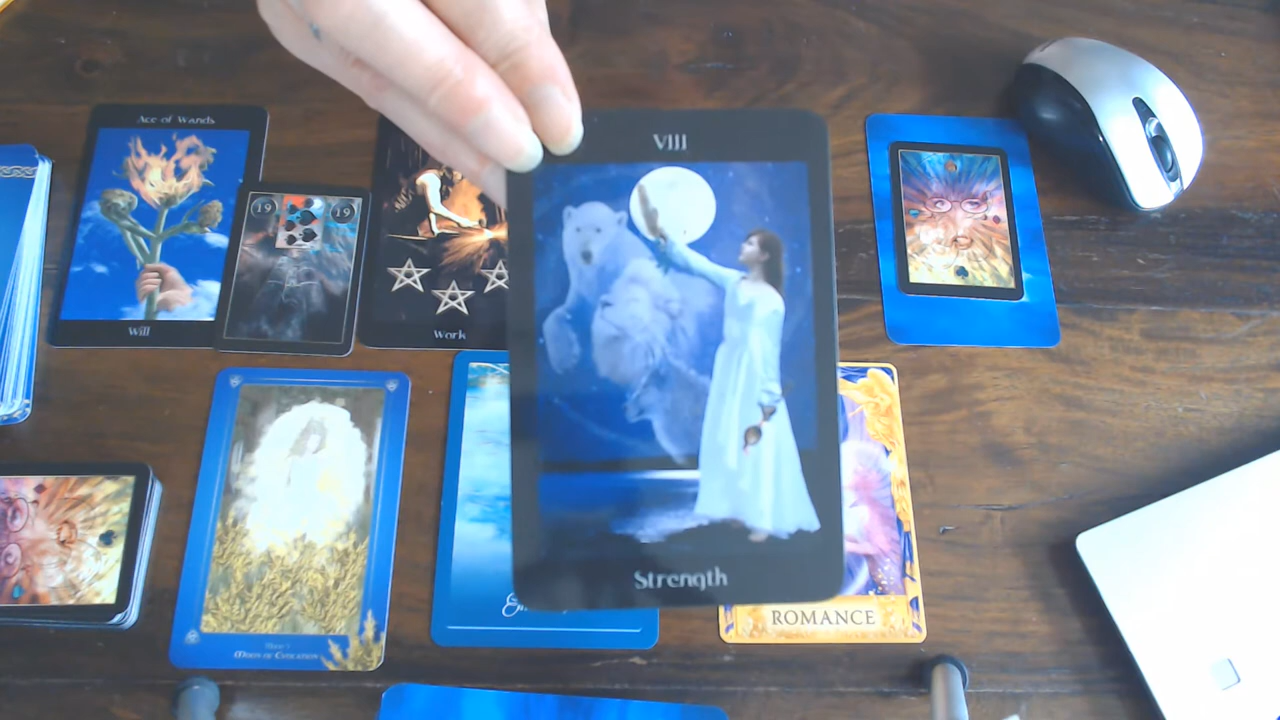 Ace of Wands
Will
19 19
Work
VIII
Strength
ROMANCE